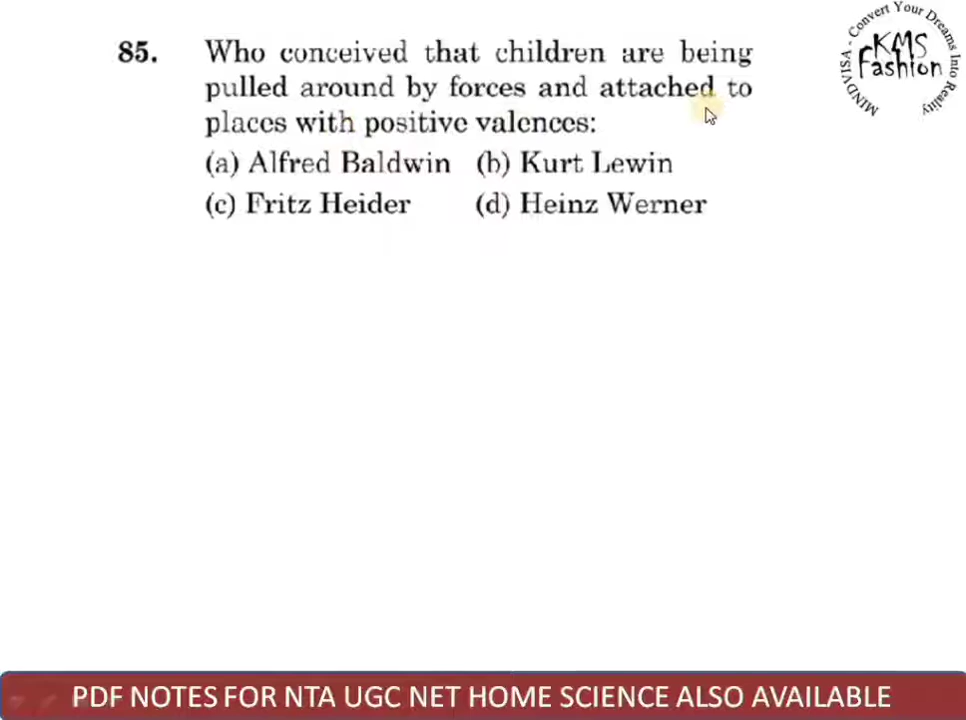 85. Who conceived that children are being
pulled around by forces and attached to
places with positive valences:
(a) Alfred Baldwin (b) Kurt Lewin
(c) Fritz Heider (d) Heinz Werner
MINDVISA - Convert Your Dreams Into Reality
KMS
Fashion
PDF NOTES FOR NTA UGC NET HOME SCIENCE ALSO AVAILABLE